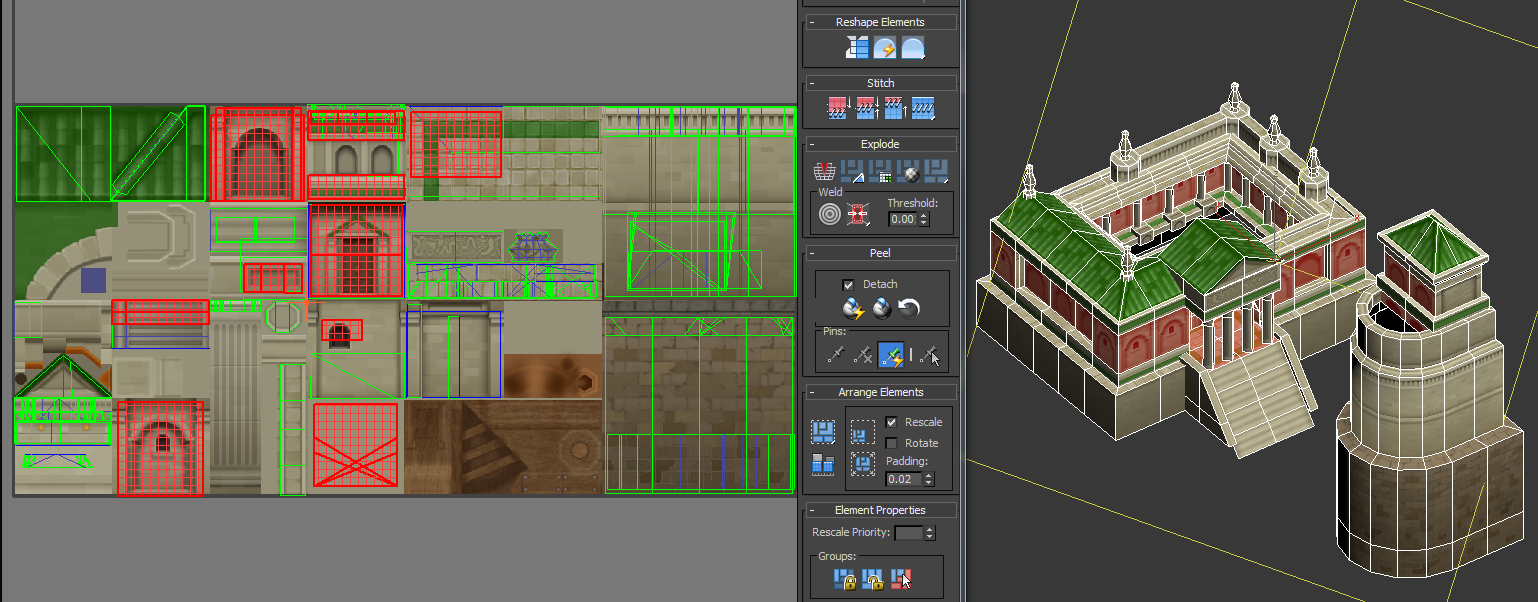 - Reshape Elements
- Stitch
- Explode
Weld
Threshold:
0.00
- Peel
Detach
Pins:
- Arrange Elements
Rescale
Rotate
Padding:
0.02
- Element Properties
Rescale Priority:
Groups: